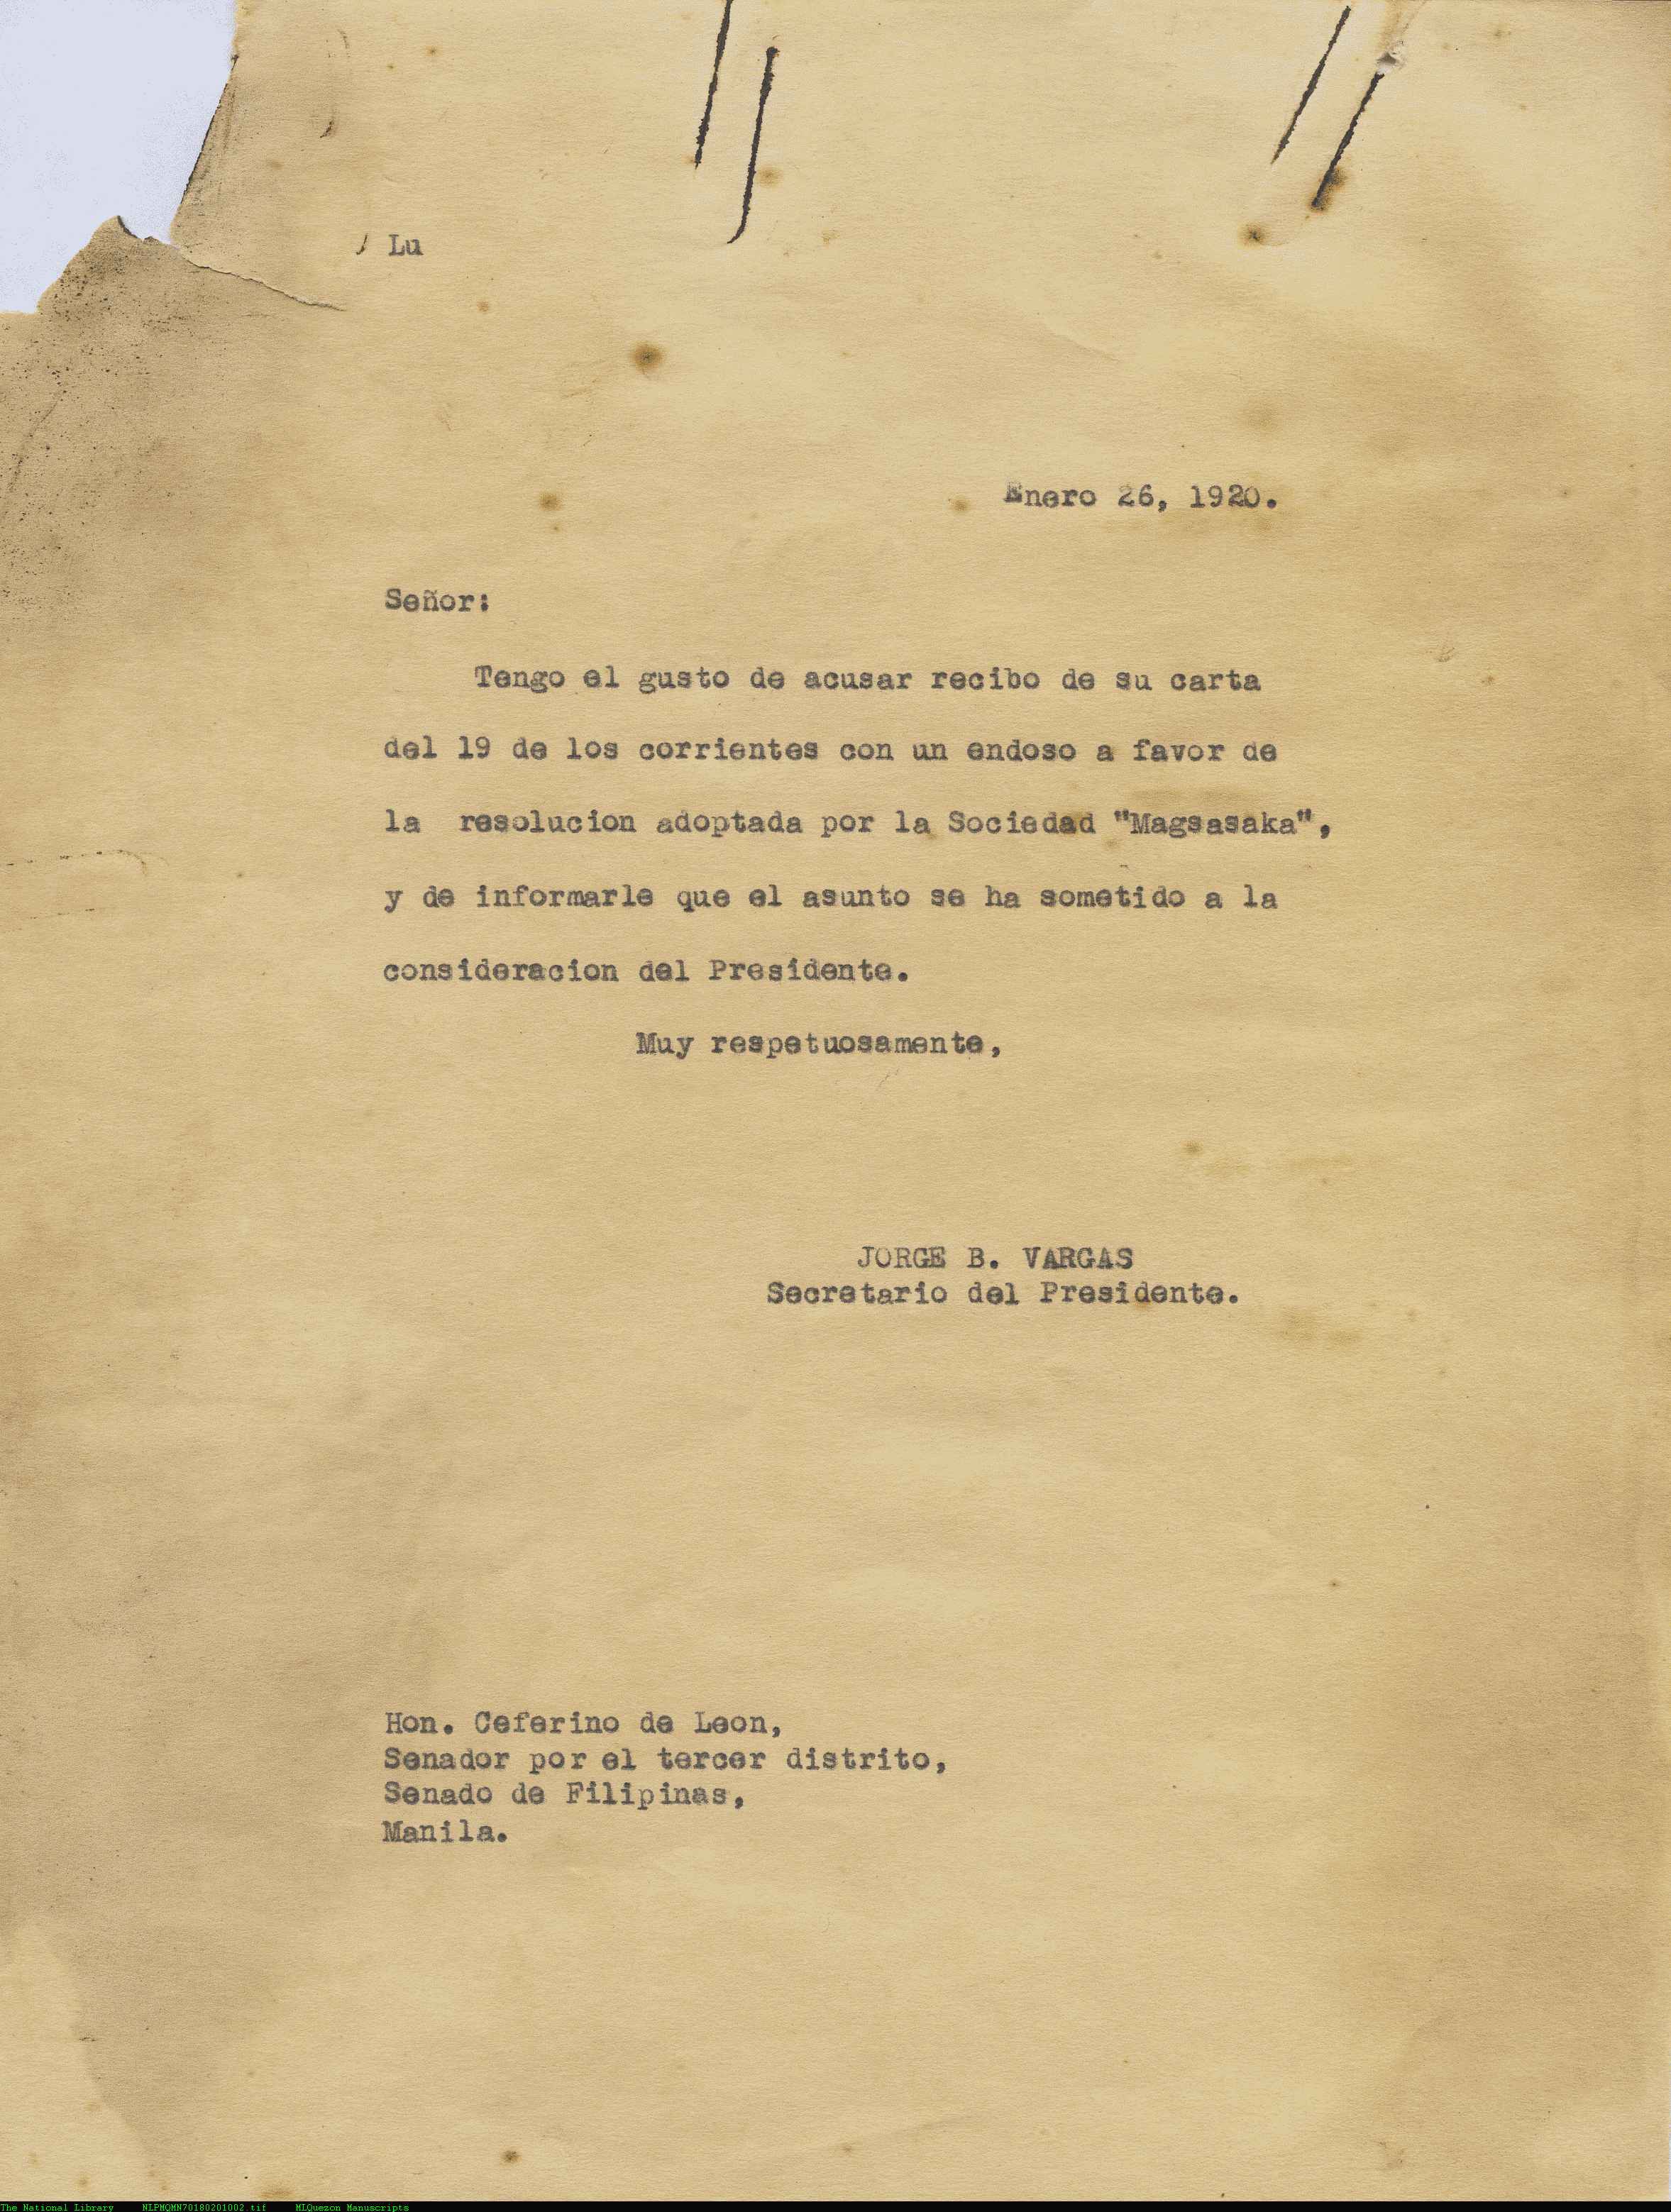 Lu
Enero 26, 1920.
Señor:
Tengo el gusto de acusar recibo de su carta
del 19 de los corrientes con un endoso a favor de
la resolucion adoptada por la Sociedad "Magsasaka",
y de informarle que el asunto se ha sometido a la
consideracion del Presidente.
Muy respetuosamente,
JORGE B. VARGAS
Secretario del Presidente.
Hon. Ceferino de Leon,
Senador por el tercer distrito,
Senado de Filipinas,
Manila.
The National Library NLPMQMN70180201002.tif MLQuezon Manuscripts